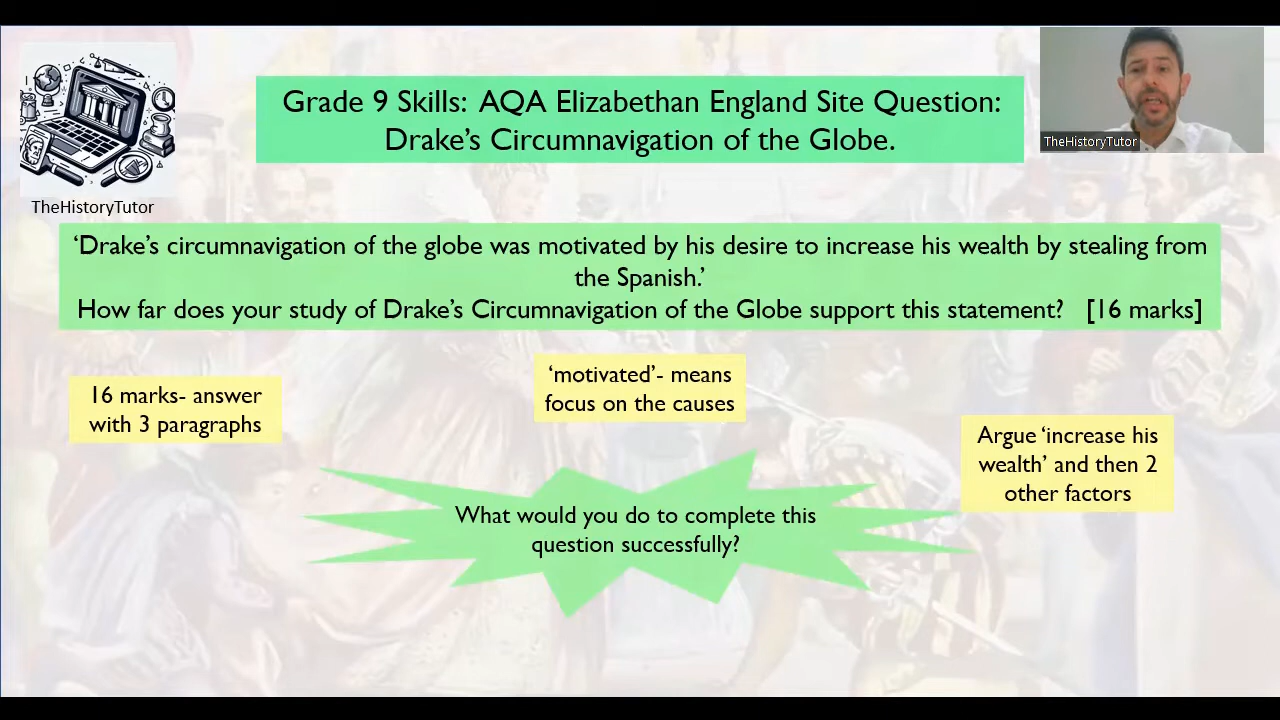 Grade 9 Skills: AQA Elizabethan England Site Question:
Drake's Circumnavigation of the Globe.
TheHistoryTutor
TheHistoryTutor
‘Drake’s circumnavigation of the globe was motivated by his desire to increase his wealth by stealing from
the Spanish.’
How far does your study of Drake’s Circumnavigation of the Globe support this statement? [16 marks]
16 marks- answer
with 3 paragraphs
‘motivated’- means
focus on the causes
Argue ‘increase his
wealth’ and then 2
other factors
What would you do to complete this
question successfully?